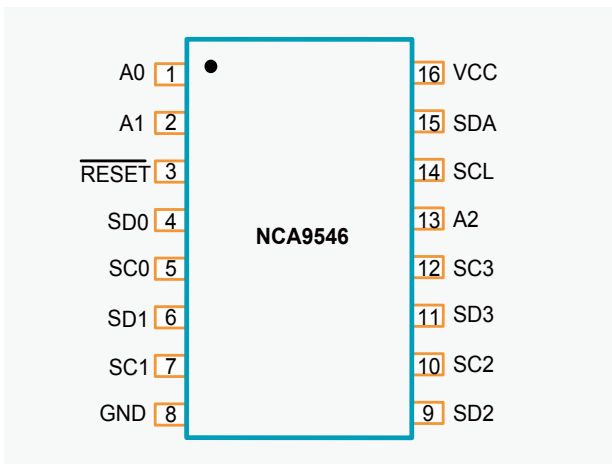 A0 1 16 VCC
A1 2 15 SDA
RESET 3 14 SCL
SD0 4 13 A2
NCA9546
SC0 5 12 SC3
SD1 6 11 SD3
SC1 7 10 SC2
GND 8 9 SD2